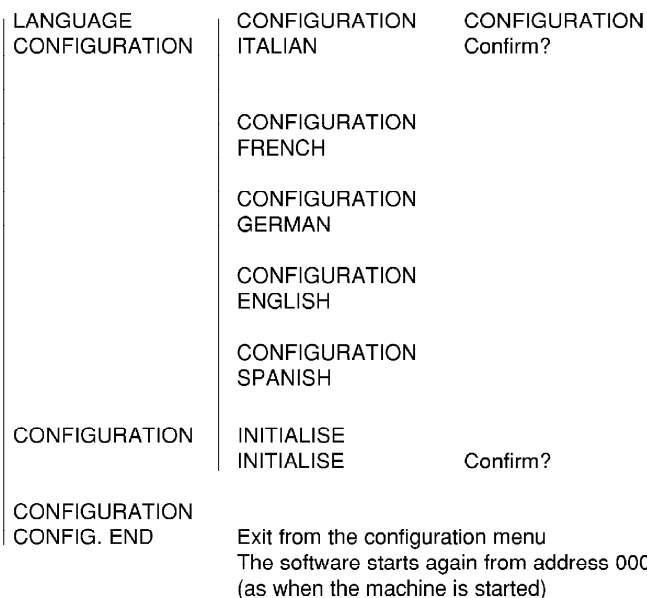 LANGUAGE CONFIGURATION CONFIGURATION
CONFIGURATION ITALIAN Confirm?
CONFIGURATION
FRENCH
CONFIGURATION
GERMAN
CONFIGURATION
ENGLISH
CONFIGURATION
SPANISH
CONFIGURATION INITIALISE
INITIALISE Confirm?
CONFIGURATION
CONFIG. END Exit from the configuration menu
The software starts again from address 000
(as when the machine is started)